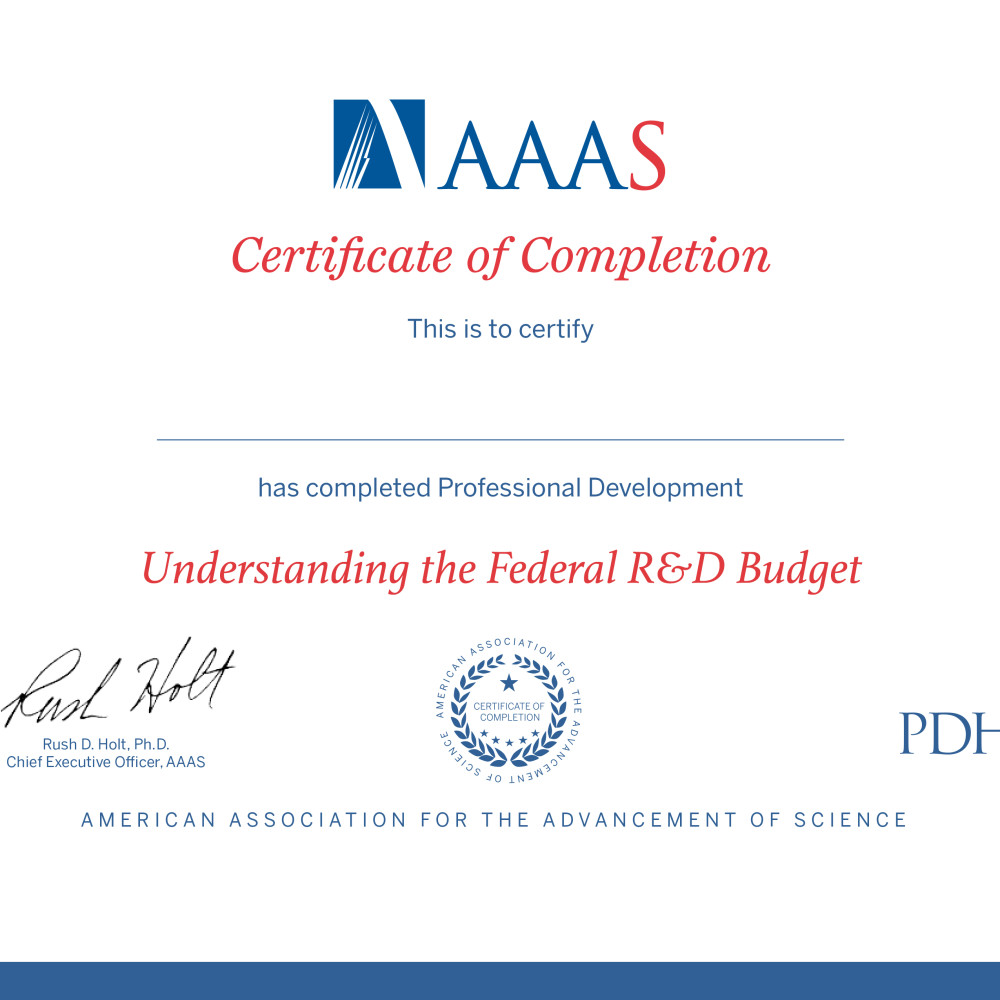 AAAS
Certificate of Completion
This is to certify
has completed Professional Development
Understanding the Federal R&D Budget
Rush Holt
Rush D. Holt, Ph.D.
Chief Executive Officer, AAAS
AMERICAN ASSOCIATION FOR THE ADVANCEMENT OF SCIENCE
CERTIFICATE OF
COMPLETION
PDH
AMERICAN ASSOCIATION FOR THE ADVANCEMENT OF SCIENCE